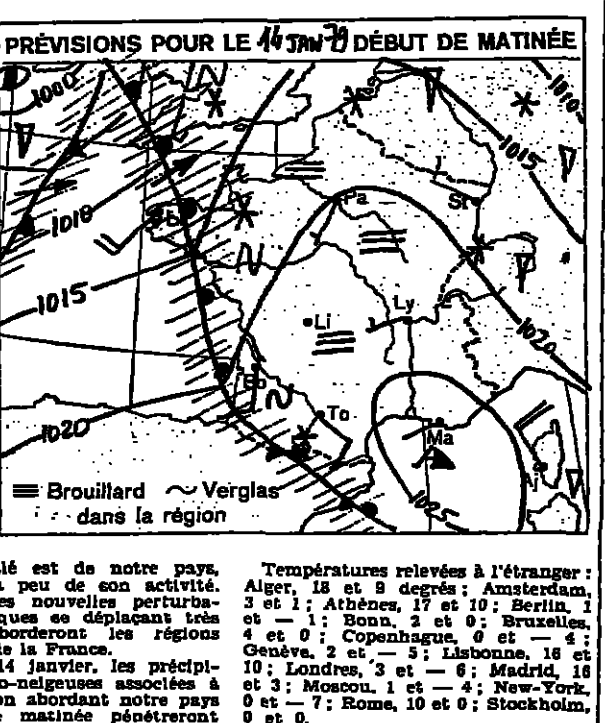 PRÉVISIONS POUR LE 14 JAN 79 DÉBUT DE MATINÉE
1000
1010
1015
1010
1015
Pa
St
Li
Ly
1020
Bo
To
1020
Ma
Aj
1025
Brouillard Verglas
dans la région
lé est de notre pays,
peu de son activité.
es nouvelles perturba-
ques se déplaçant très
borderont les régions
e la France.
14 janvier, les précipi-
o-neigeuses associées à
on abordant notre pays
e matinée pénétreront
Températures relevées à l'étranger :
Alger, 18 et 9 degrés ; Amsterdam,
3 et 1 ; Athènes, 17 et 10 ; Berlin, 1
et — 1 ; Bonn, 2 et 0 ; Bruxelles,
4 et 0 ; Copenhague, 0 et — 4 ;
Genève, 2 et — 5 ; Lisbonne, 16 et
10 ; Londres, 3 et — 6 ; Madrid, 16
et 3 ; Moscou, 1 et — 4 ; New-York,
0 et — 7 ; Rome, 10 et 0 ; Stockholm,
0 et 0.